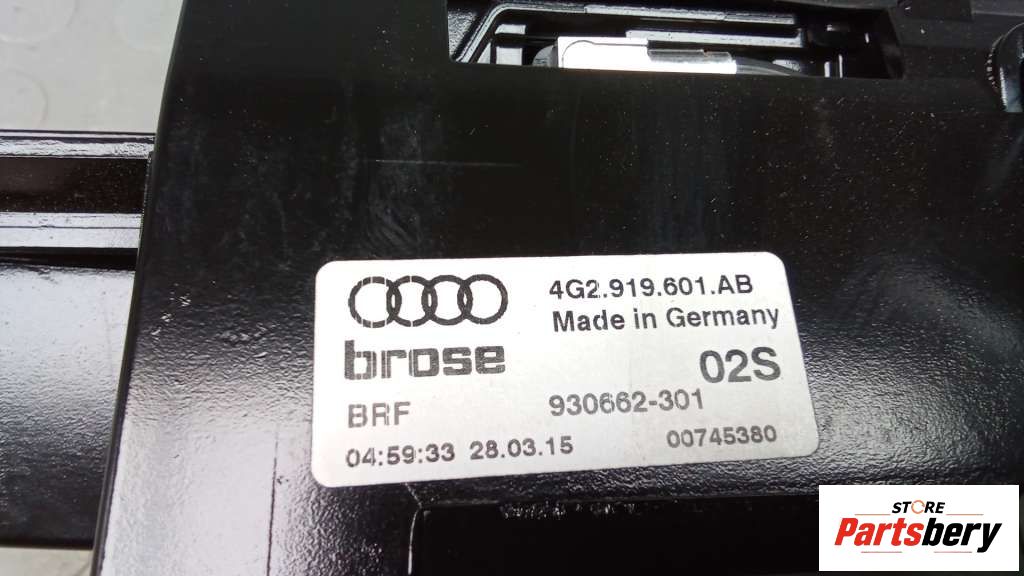 4G2.919.601.AB
Made in Germany
brose
02S
BRF
930662-301
04:59:33 28.03.15
00745380
STORE
Partsbery